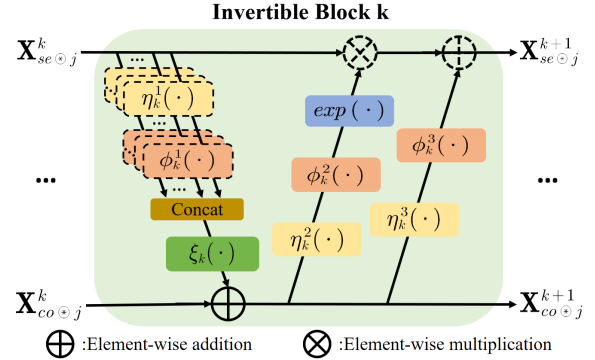 Invertible Block k
X^k_{se⊛j}
X^{k+1}_{se⊛j}
...
η^1_k(·)
exp(·)
...
φ^1_k(·)
φ^2_k(·)
φ^3_k(·)
...
...
...
Concat
ξ_k(·)
η^2_k(·)
η^3_k(·)
X^k_{co⊛j}
X^{k+1}_{co⊛j}
⊕ :Element-wise addition
⊗ :Element-wise multiplication